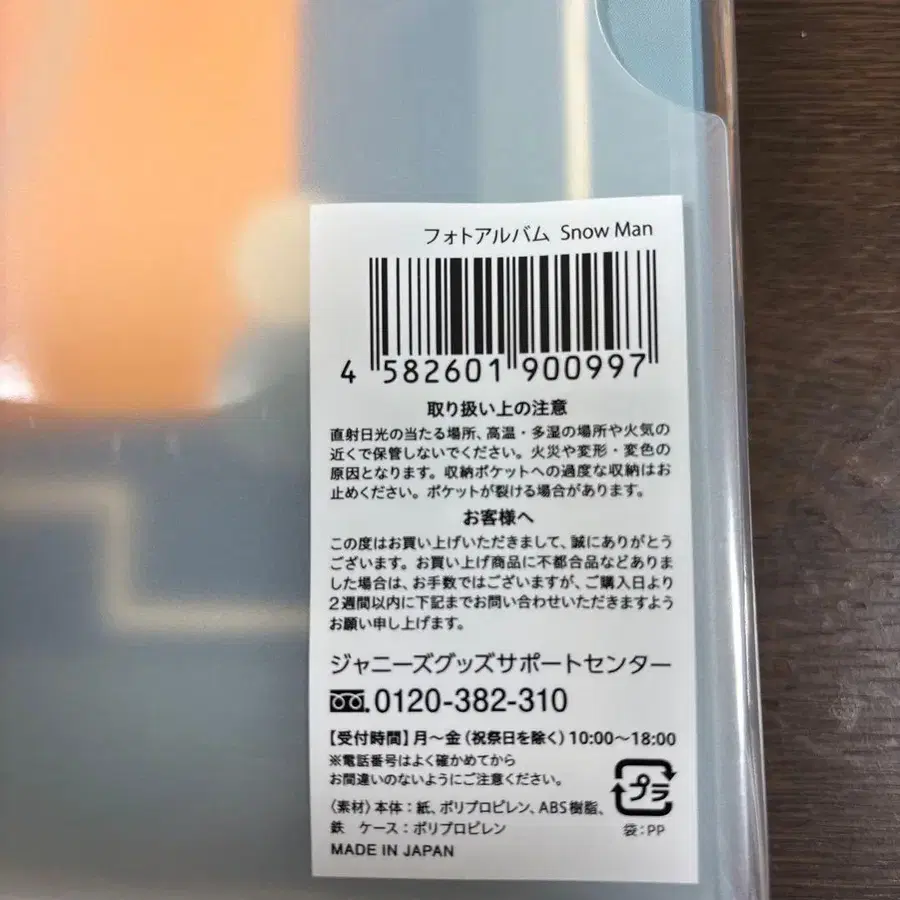 フォトアルバム Snow Man
4 582601 900997
取り扱い上の注意
直射日光の当たる場所、高温・多湿の場所や火気の
近くで保管しないでください。火災や変形・変色の
原因となります。収納ポケットへの過度な収納はお
止めください。ポケットが裂ける場合があります。
お客様へ
この度はお買い上げいただきまして、誠にありがとう
ございます。お買い上げ商品に不都合品などありま
した場合は、お手数ではございますが、ご購入日より
2週間以内に下記までお問い合わせいただきますよう
お願い申し上げます。
ジャニーズグッズサポートセンター
0120-382-310
【受付時間】月〜金（祝祭日を除く）10:00〜18:00
※電話番号はよく確かめてから
お間違いのないようにご注意ください。
プラ
〈素材〉本体：紙、ポリプロピレン、ABS樹脂、
鉄 ケース：ポリプロピレン
袋：PP
MADE IN JAPAN